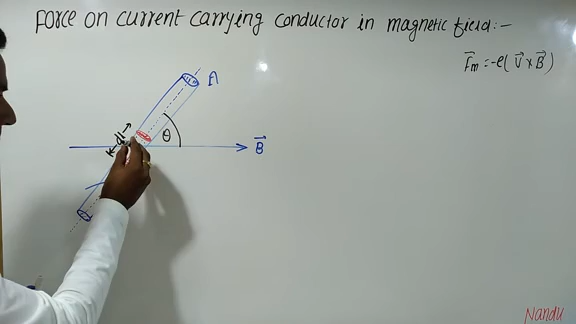 Force on current carrying conductor in magnetic field:-
F⃗m = -e( V⃗ x B⃗ )
A
dl
θ
B⃗
Nandu